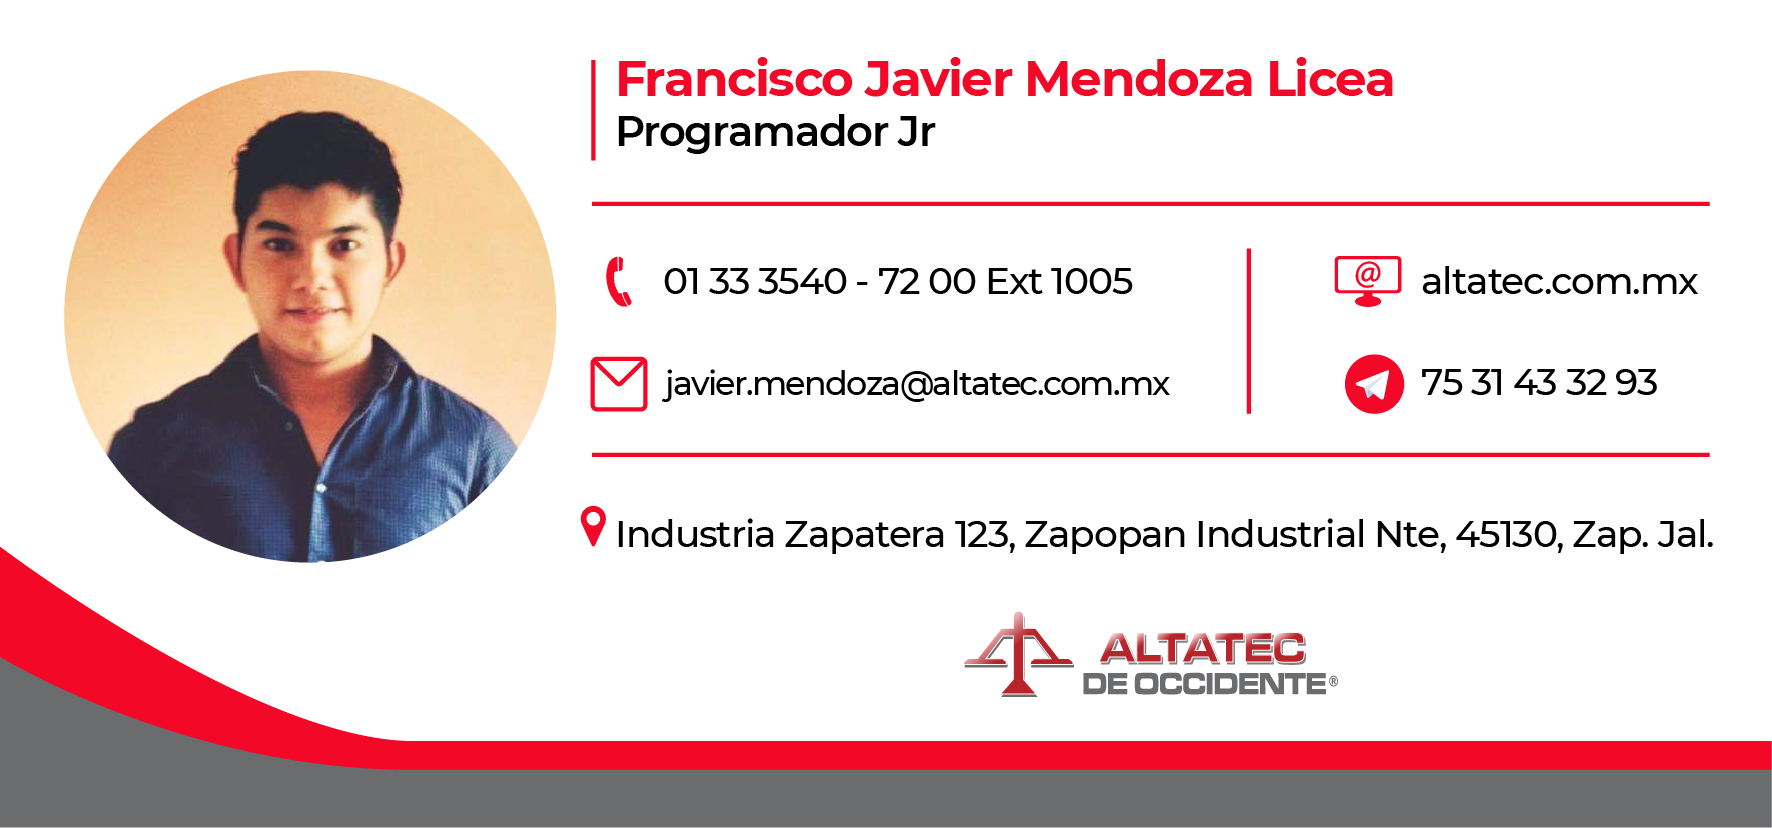 Francisco Javier Mendoza Licea
Programador Jr
01 33 3540 - 72 00 Ext 1005
altatec.com.mx
javier.mendoza@altatec.com.mx
75 31 43 32 93
Industria Zapatera 123, Zapopan Industrial Nte, 45130, Zap. Jal.
ALTATEC
DE OCCIDENTE®